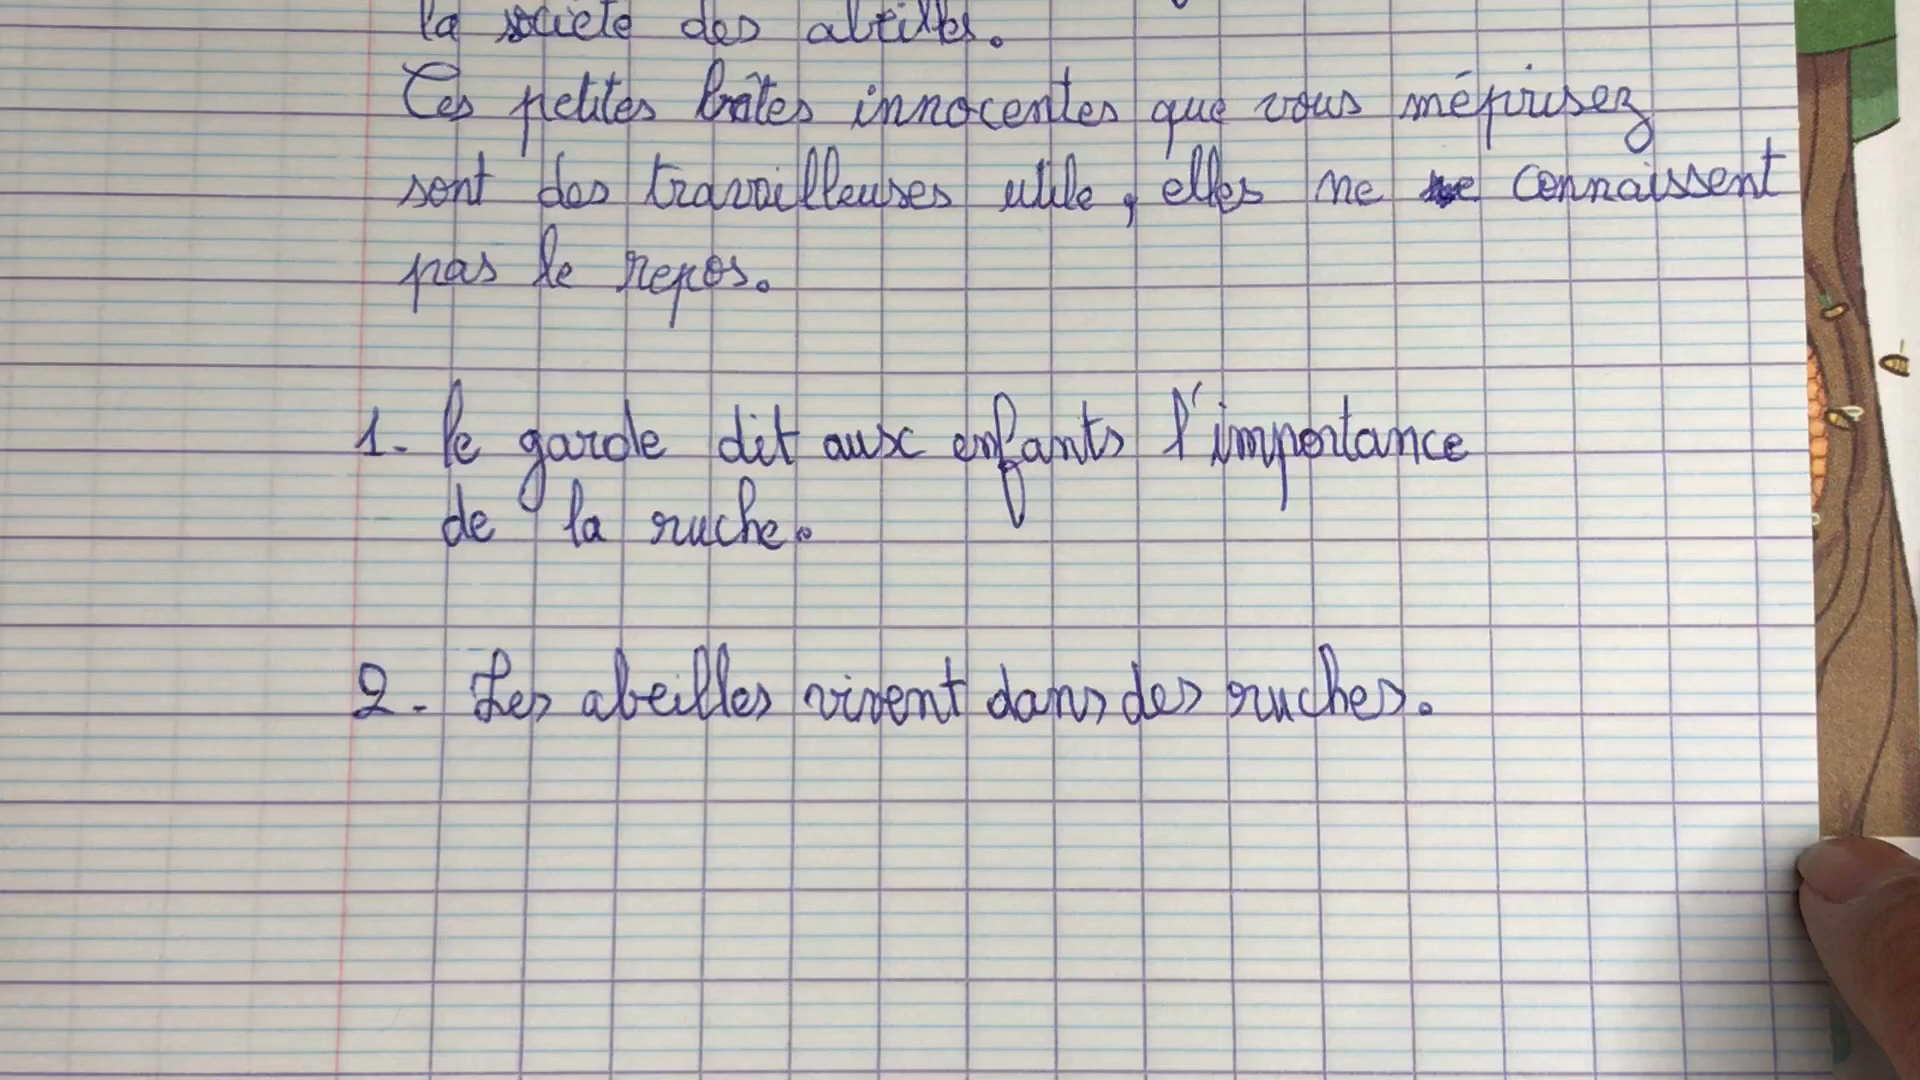 la societé des abeilles.
Ces petites bêtes innocentes que vous méprisez
sont des travailleuses utile, elles ne connaissent
pas le repos.
1- le garde dit aux enfants l'importance
de la ruche.
2- Les abeilles vivent dans des ruches.